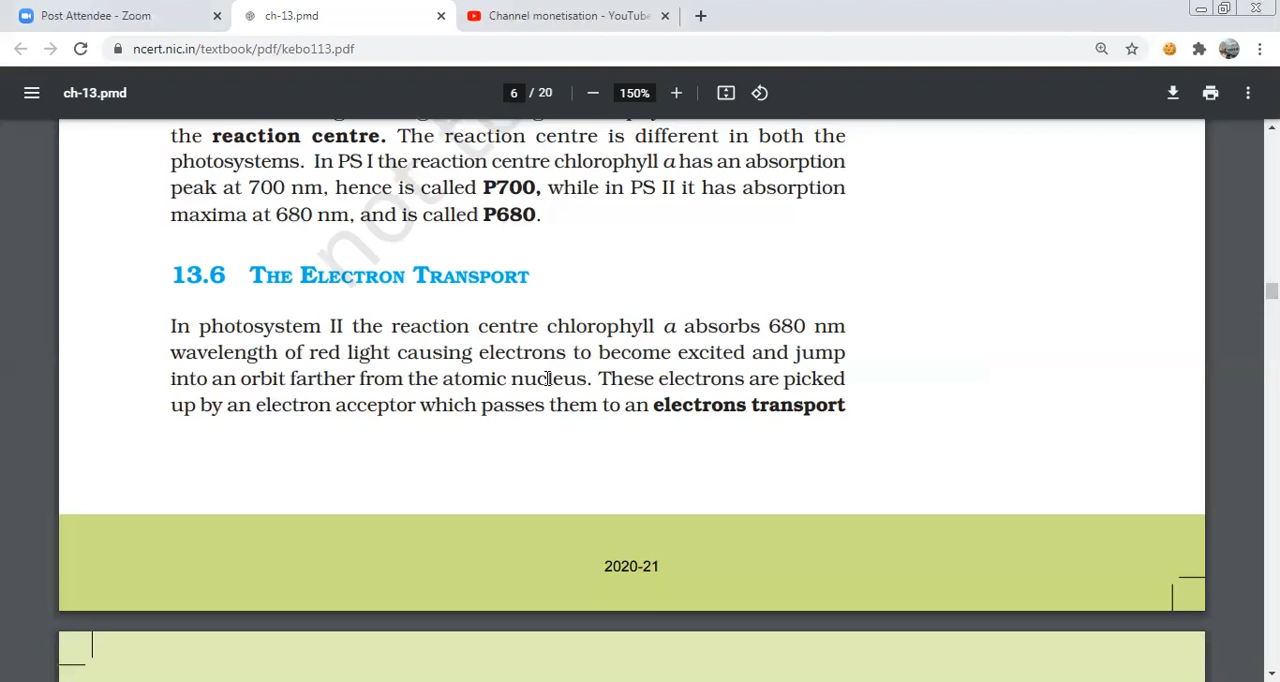 Post Attendee - Zoom
ch-13.pmd
Channel monetisation - YouTube
ncert.nic.in/textbook/pdf/kebo113.pdf
ch-13.pmd
6 / 20
150%
the reaction centre. The reaction centre is different in both the
photosystems. In PS I the reaction centre chlorophyll a has an absorption
peak at 700 nm, hence is called P700, while in PS II it has absorption
maxima at 680 nm, and is called P680.
not
13.6 THE ELECTRON TRANSPORT
In photosystem II the reaction centre chlorophyll a absorbs 680 nm
wavelength of red light causing electrons to become excited and jump
into an orbit farther from the atomic nucleus. These electrons are picked
up by an electron acceptor which passes them to an electrons transport
2020-21